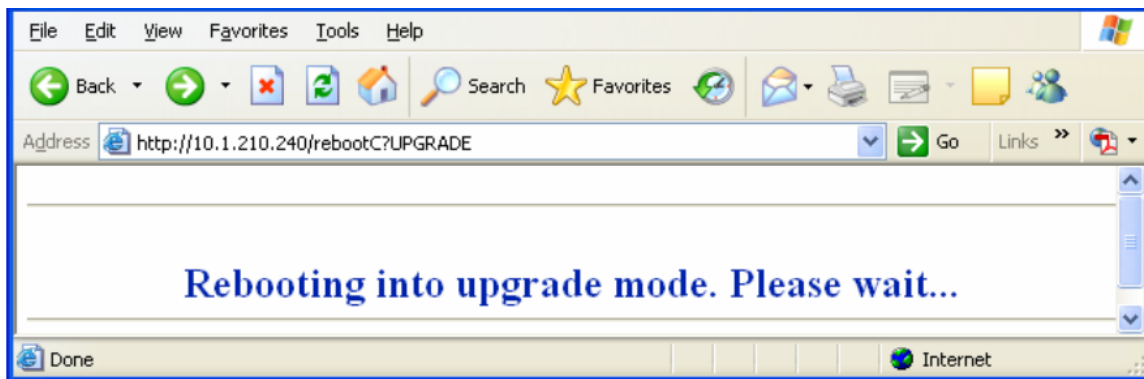 File Edit View Favorites Tools Help
Back Search Favorites
Address http://10.1.210.240/rebootC?UPGRADE Go Links »
Rebooting into upgrade mode. Please wait...
Done Internet